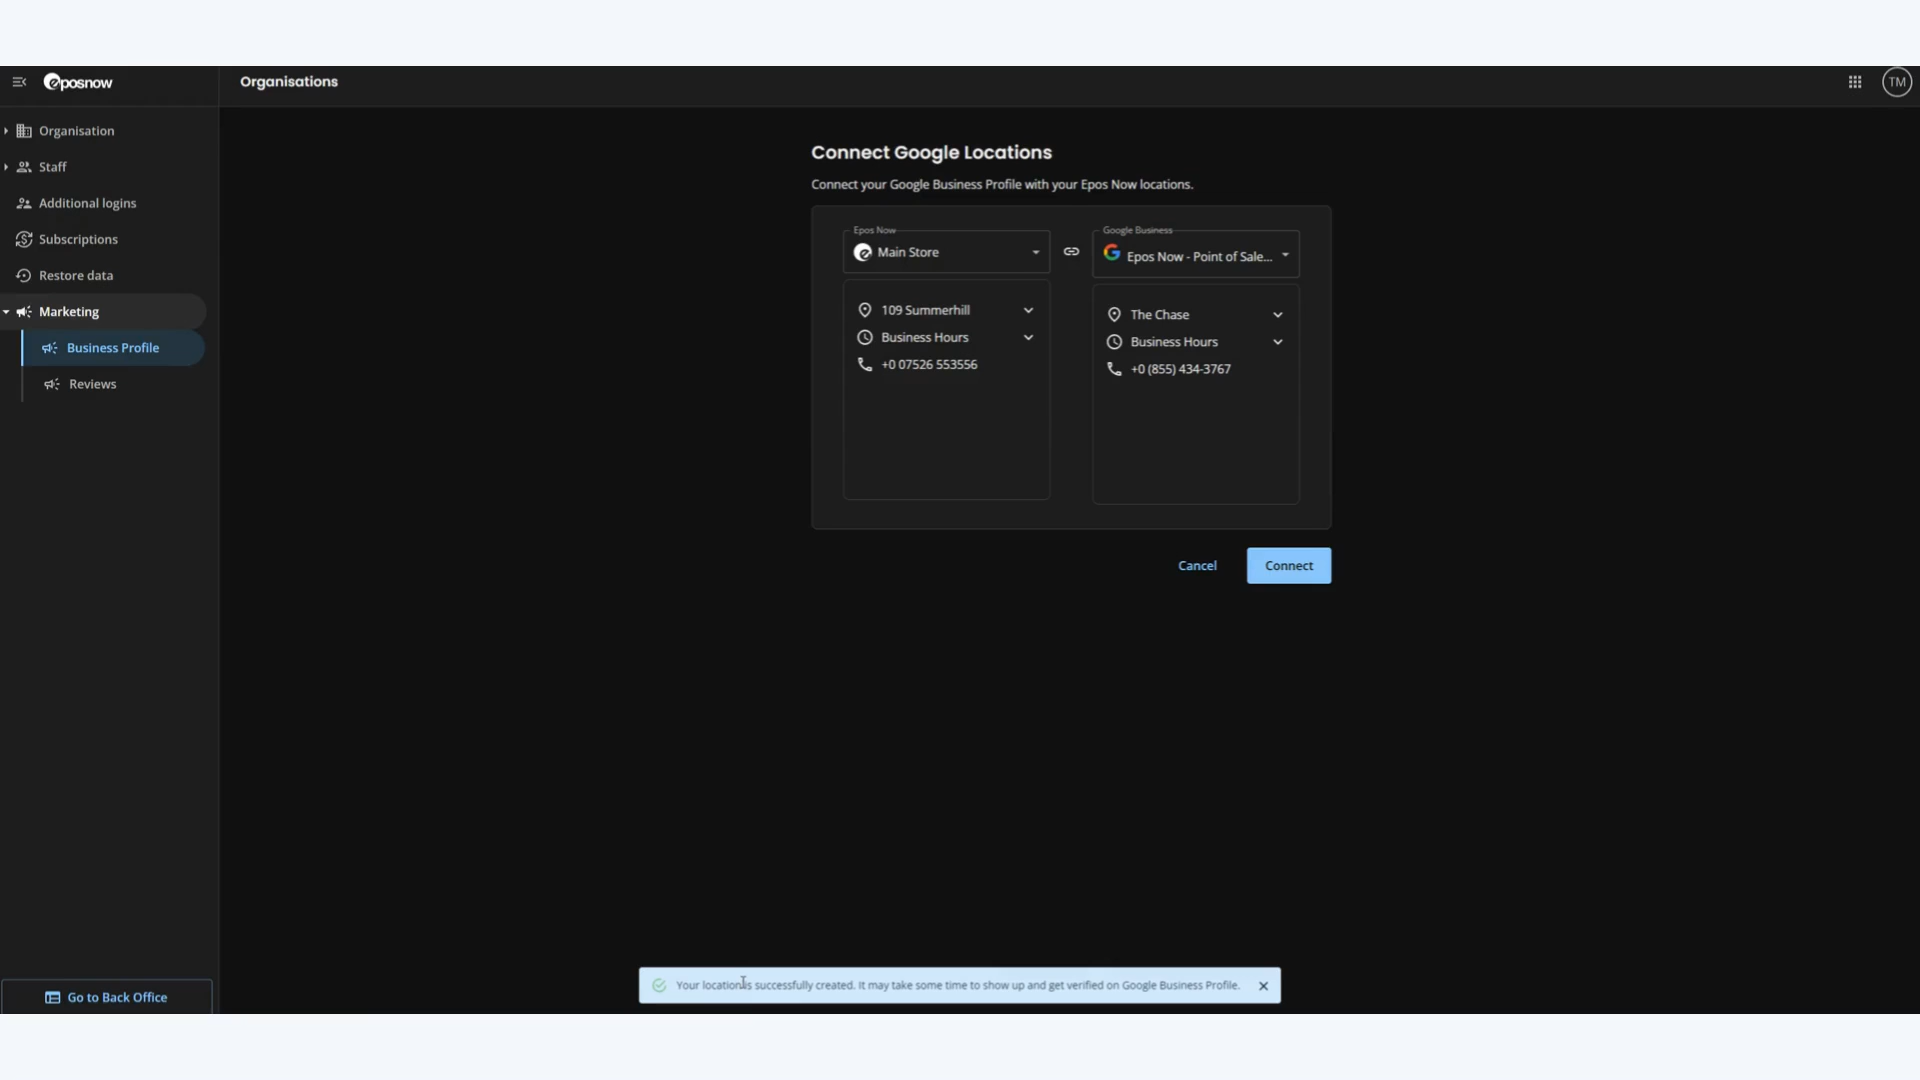 eposnow
Organisations
TM
Organisation
Staff
Additional logins
Subscriptions
Restore data
Marketing
Business Profile
Reviews
Go to Back Office
Connect Google Locations
Connect your Google Business Profile with your Epos Now locations.
Epos Now
Main Store
109 Summerhill
Business Hours
+0 07526 553556
Google Business
Epos Now - Point of Sale...
The Chase
Business Hours
+0 (855) 434-3767
Cancel
Connect
Your location is successfully created. It may take some time to show up and get verified on Google Business Profile.